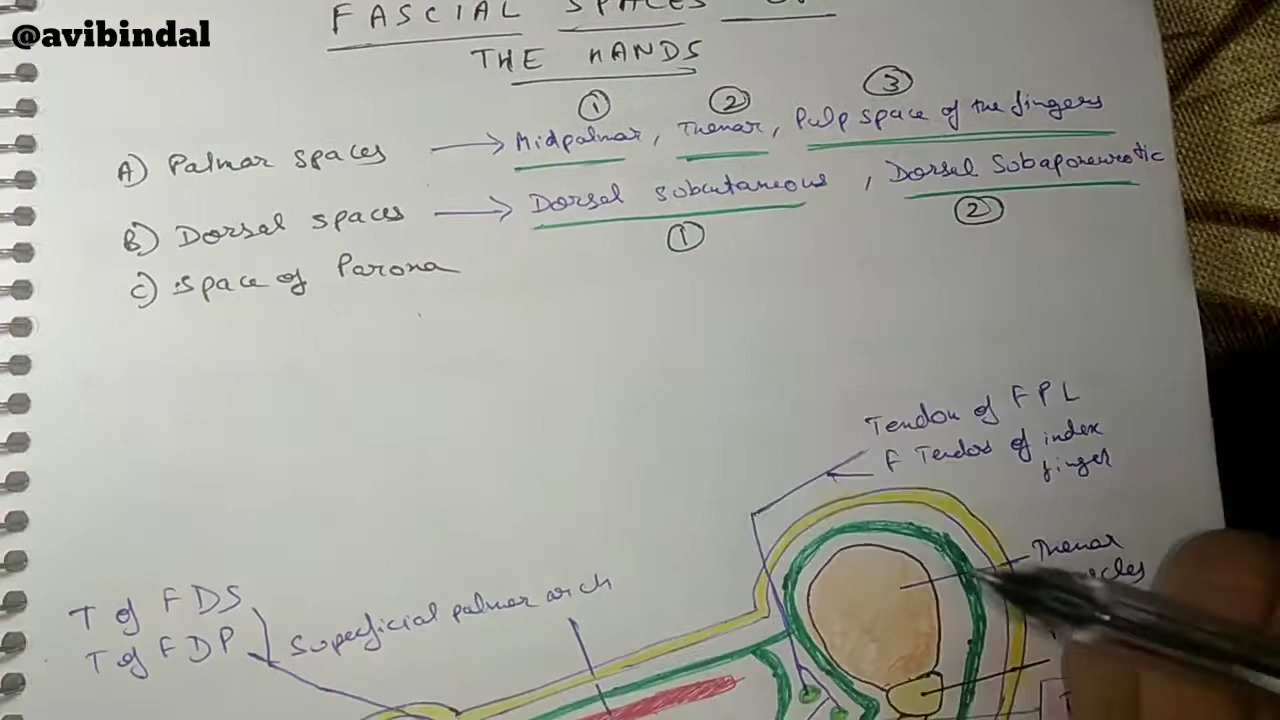 @avibindal
FASCIAL SPACES
THE HANDS
① ② ③
A) Palmar spaces → Midpalmar, Thenar, Pulp space of the fingers
B) Dorsal spaces → Dorsal subcutaneous, Dorsal Subaponeurotic
① ②
C) Space of Parona
Tendon of FPL
F Tendos of index
finger
Thenar
T of FDS
T of FDP
Superficial palmar arch